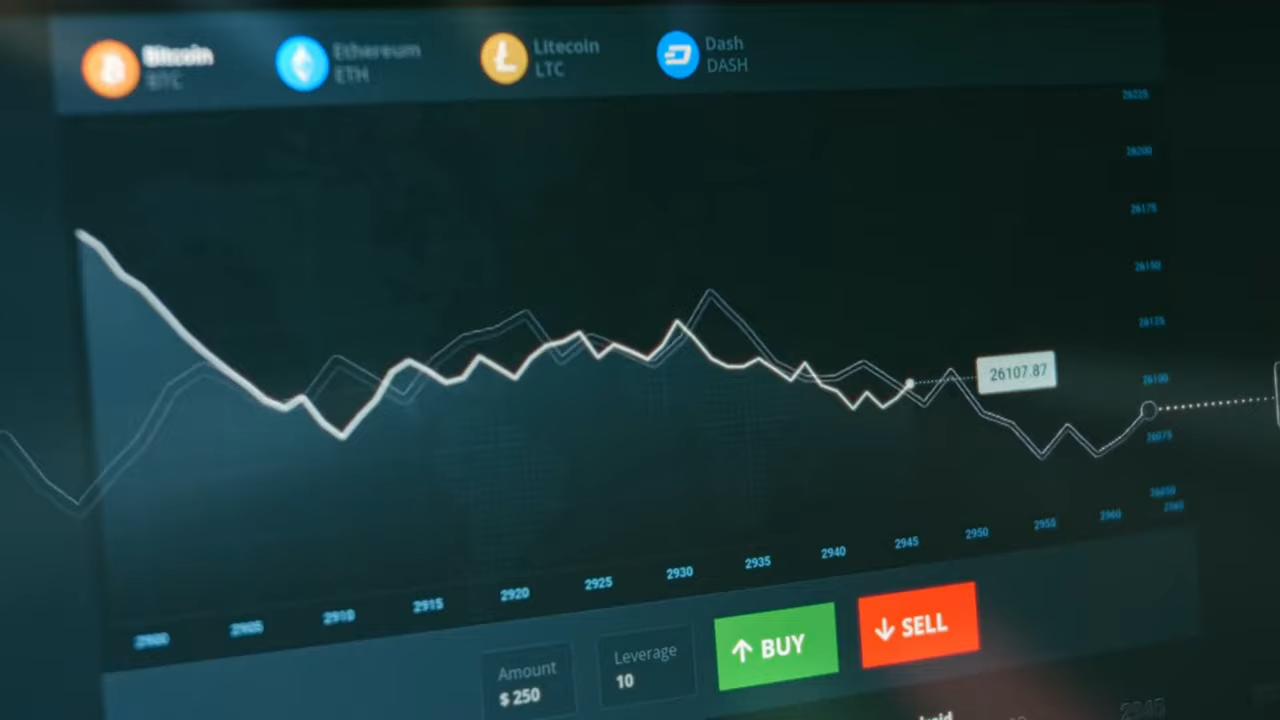 Bitcoin
BTC
Ethereum
ETH
Litecoin
LTC
Dash
DASH
26225
26200
26175
26150
26125
26100
26075
26050
26107.87
2900
2905
2910
2915
2920
2925
2930
2935
2940
2945
2950
2955
2960
Amount
$ 250
Leverage
10
BUY
SELL